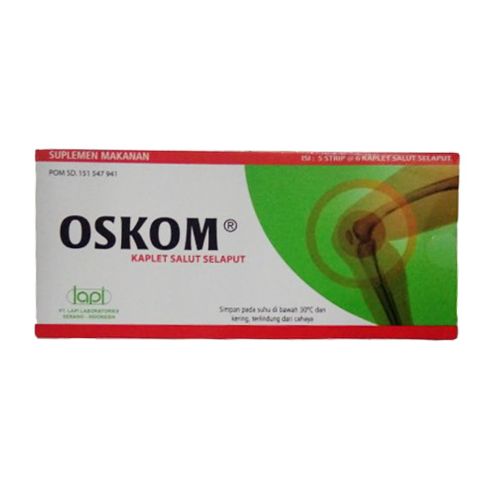 SUPLEMEN MAKANAN
ISI : 5 STRIP @ 6 KAPLET SALUT SELAPUT
POM SD. 151 547 941
OSKOM®
KAPLET SALUT SELAPUT
lapi
PT. LAPI LABORATORIES
SERANG - INDONESIA
Simpan pada suhu di bawah 30°C dan
kering, terlindung dari cahaya